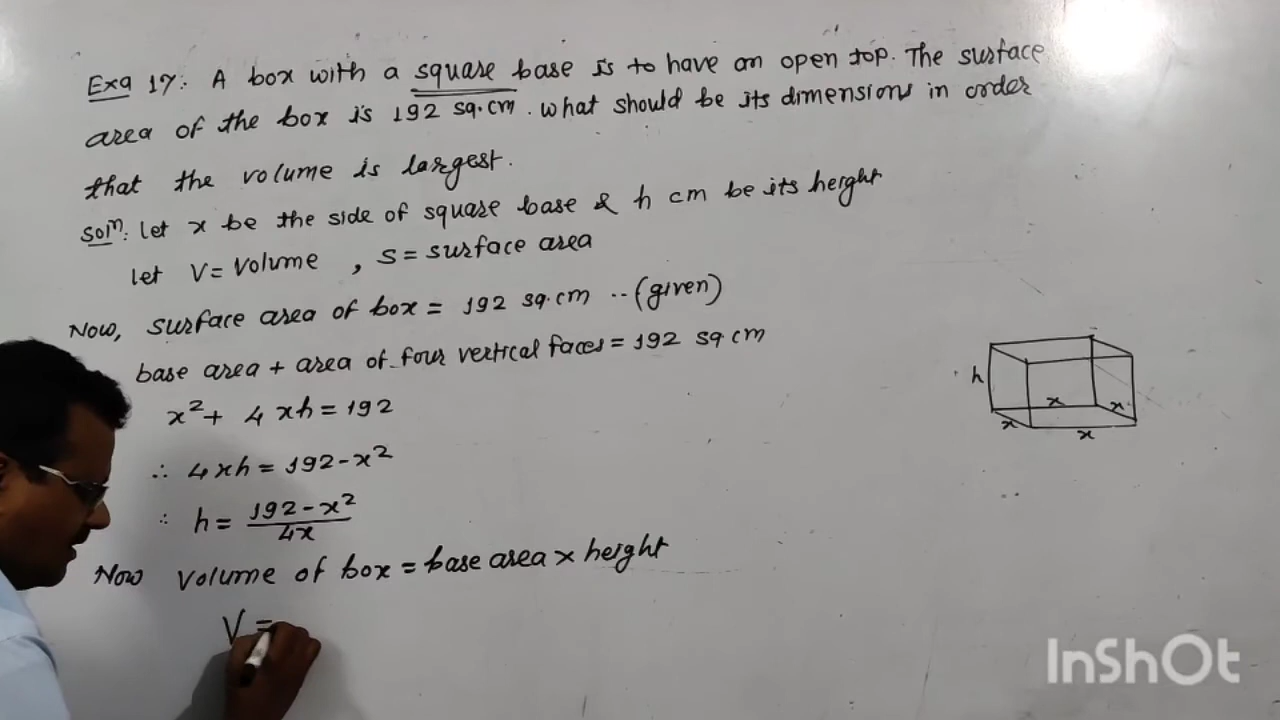 Exa 17: A box with a square base is to have an open top. The surface
area of the box is 192 sq.cm. what should be its dimensions in order
that the volume is largest.
Solⁿ: Let x be the side of square base & h cm be its height
Let V= Volume , S= surface area
Now, surface area of box = 192 sq.cm ..(given)
base area + area of four vertical faces = 192 sq.cm
x² + 4xh = 192
∴ 4xh = 192 - x²
∴ h = (192 - x²)/4x
Now Volume of box = base area x height
V =
h
x
x
x
x
InShOt